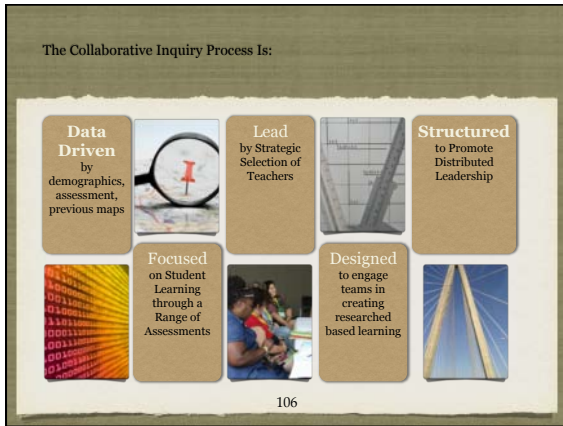 The Collaborative Inquiry Process Is:
Data
Driven
by
demographics,
assessment,
previous maps
Lead
by Strategic
Selection of
Teachers
Structured
to Promote
Distributed
Leadership
Focused
on Student
Learning
through a
Range of
Assessments
Designed
to engage
teams in
creating
researched
based learning
106